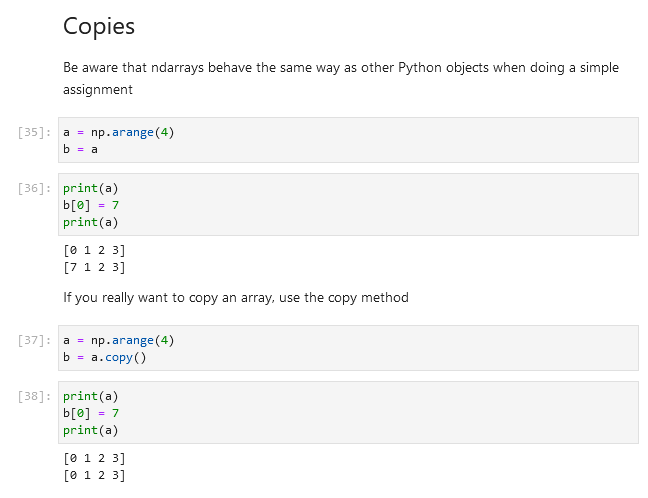 Copies
Be aware that ndarrays behave the same way as other Python objects when doing a simple
assignment
[35]: a = np.arange(4)
b = a
[36]: print(a)
b[0] = 7
print(a)
[0 1 2 3]
[7 1 2 3]
If you really want to copy an array, use the copy method
[37]: a = np.arange(4)
b = a.copy()
[38]: print(a)
b[0] = 7
print(a)
[0 1 2 3]
[0 1 2 3]